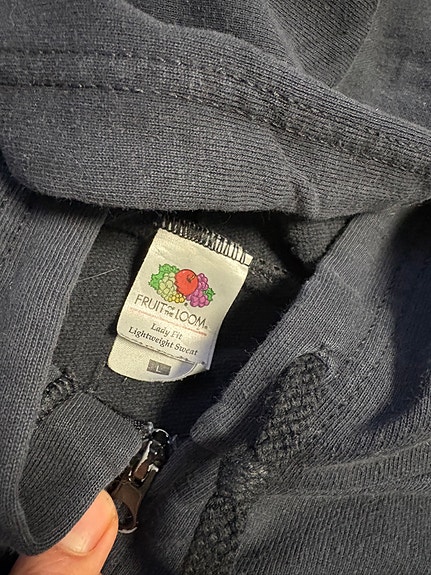 FRUIT OF THE LOOM®
Lady Fit
Lightweight Sweat
L